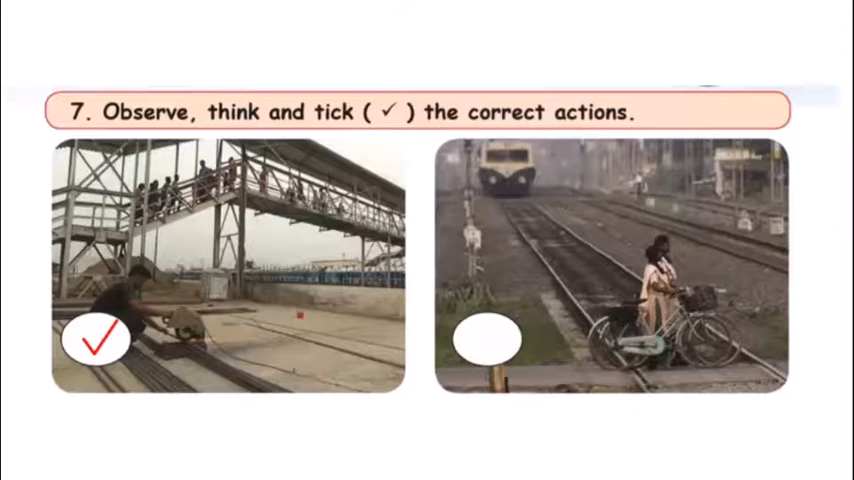 7. Observe, think and tick ( ✓ ) the correct actions.